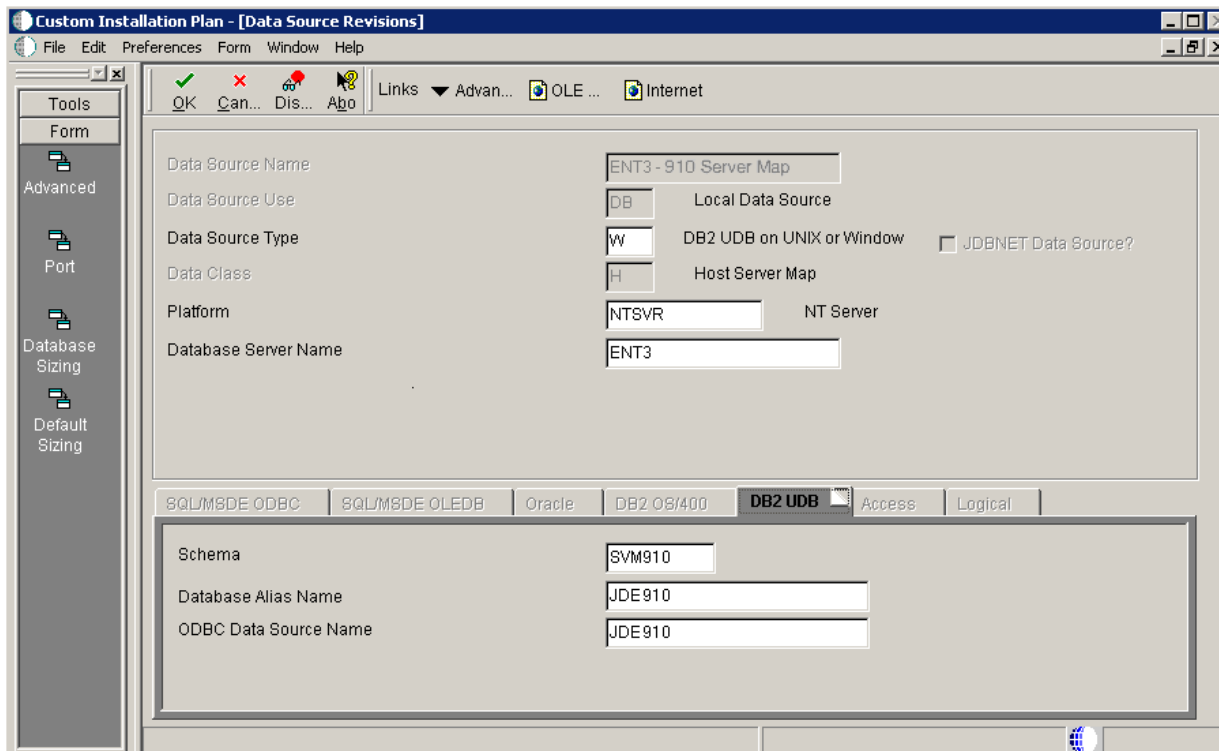 Custom Installation Plan - [Data Source Revisions]
File Edit Preferences Form Window Help
Tools
Form
Advanced
Port
Database
Sizing
Default
Sizing
OK Can... Dis... Abo Links Advan... OLE ... Internet
Data Source Name ENT3 - 910 Server Map
Data Source Use DB Local Data Source
Data Source Type W DB2 UDB on UNIX or Window JDBNET Data Source?
Data Class H Host Server Map
Platform NTSVR NT Server
Database Server Name ENT3
SQL/MSDE ODBC SQL/MSDE OLEDB Oracle DB2 OS/400 DB2 UDB Access Logical
Schema SVM910
Database Alias Name JDE910
ODBC Data Source Name JDE910